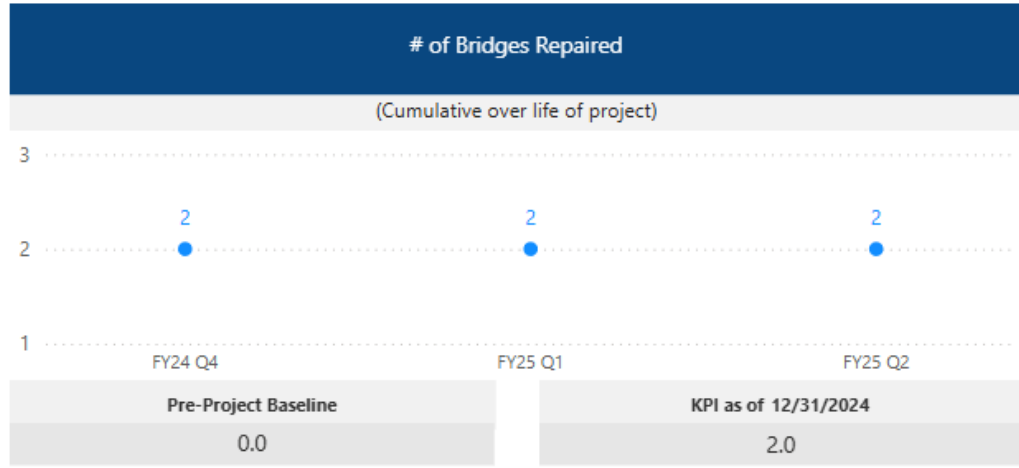 # of Bridges Repaired
(Cumulative over life of project)
3
2 2 2
2
1
FY24 Q4 FY25 Q1 FY25 Q2
Pre-Project Baseline KPI as of 12/31/2024
0.0 2.0